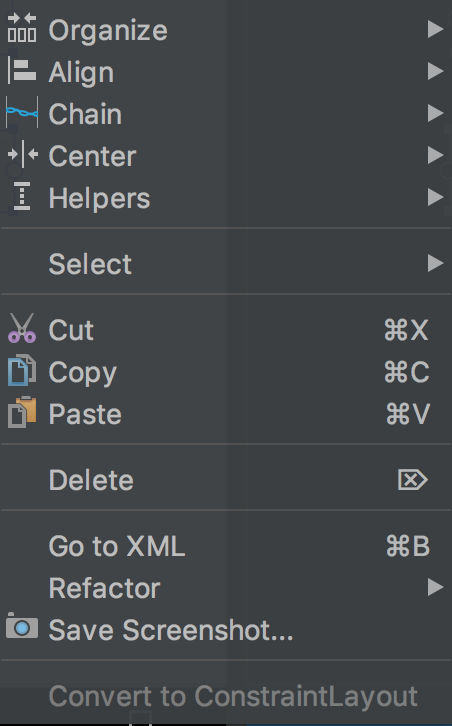 Organize
Align
Chain
Center
Helpers
Select
Cut ⌘X
Copy ⌘C
Paste ⌘V
Delete ⌦
Go to XML ⌘B
Refactor
Save Screenshot...
Convert to ConstraintLayout